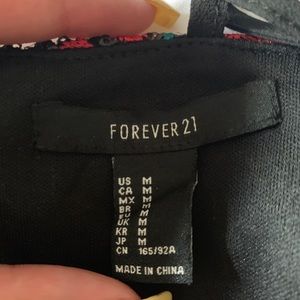 FOREVER 21
US M
CA M
MX M
BR M
EU M
UK M
KR M
JP M
CN 165/92A
MADE IN CHINA